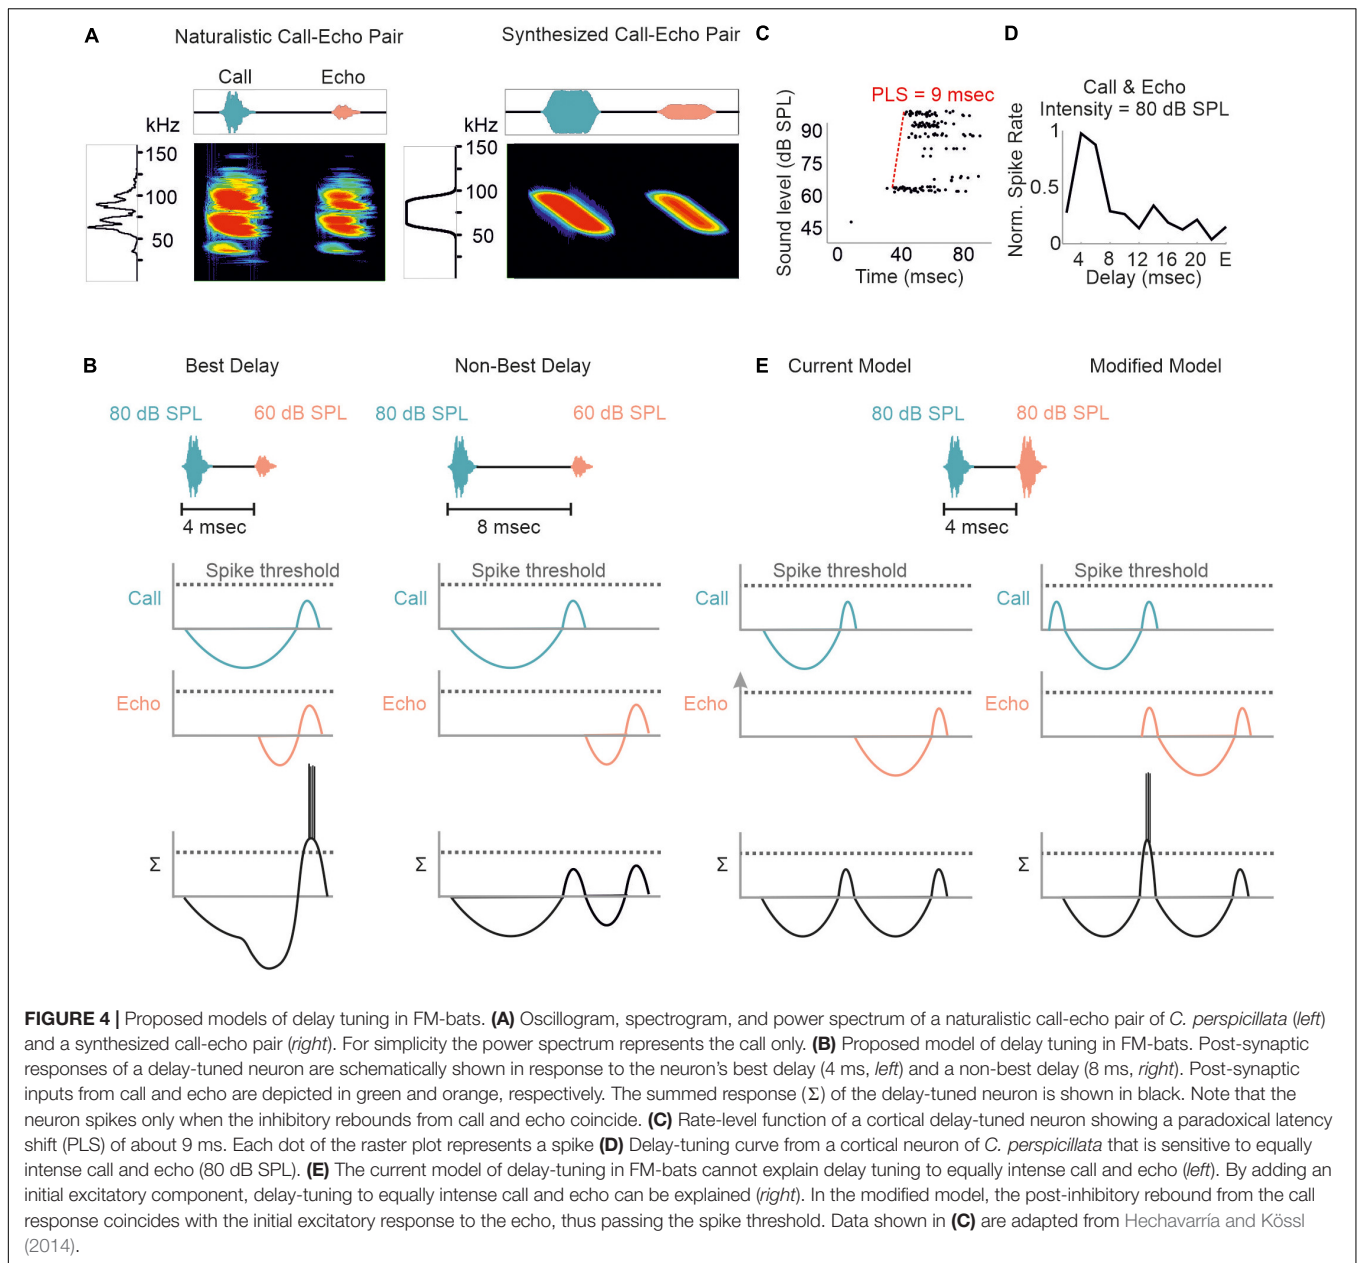 A
Naturalistic Call-Echo Pair
Synthesized Call-Echo Pair
Call
Echo
kHz
150
100
50
kHz
150
100
50
C
PLS = 9 msec
Sound level (dB SPL)
90
75
60
45
0
40
80
Time (msec)
D
Call & Echo
Intensity = 80 dB SPL
Norm. Spike Rate
1
0.5
0
4
8
12
16
20
E
Delay (msec)
B
Best Delay
Non-Best Delay
80 dB SPL
60 dB SPL
80 dB SPL
60 dB SPL
4 msec
8 msec
Spike threshold
Spike threshold
Call
Call
Echo
Echo
Σ
Σ
E
Current Model
Modified Model
80 dB SPL
80 dB SPL
4 msec
Spike threshold
Spike threshold
Call
Call
Echo
Echo
Σ
Σ
FIGURE 4 | Proposed models of delay tuning in FM-bats. (A) Oscillogram, spectrogram, and power spectrum of a naturalistic call-echo pair of C. perspicillata (left)
and a synthesized call-echo pair (right). For simplicity the power spectrum represents the call only. (B) Proposed model of delay tuning in FM-bats. Post-synaptic
responses of a delay-tuned neuron are schematically shown in response to the neuron's best delay (4 ms, left) and a non-best delay (8 ms, right). Post-synaptic
inputs from call and echo are depicted in green and orange, respectively. The summed response (Σ) of the delay-tuned neuron is shown in black. Note that the
neuron spikes only when the inhibitory rebounds from call and echo coincide. (C) Rate-level function of a cortical delay-tuned neuron showing a paradoxical latency
shift (PLS) of about 9 ms. Each dot of the raster plot represents a spike (D) Delay-tuning curve from a cortical neuron of C. perspicillata that is sensitive to equally
intense call and echo (80 dB SPL). (E) The current model of delay-tuning in FM-bats cannot explain delay tuning to equally intense call and echo (left). By adding an
initial excitatory component, delay-tuning to equally intense call and echo can be explained (right). In the modified model, the post-inhibitory rebound from the call
response coincides with the initial excitatory response to the echo, thus passing the spike threshold. Data shown in (C) are adapted from Hechavarría and Kössl
(2014).